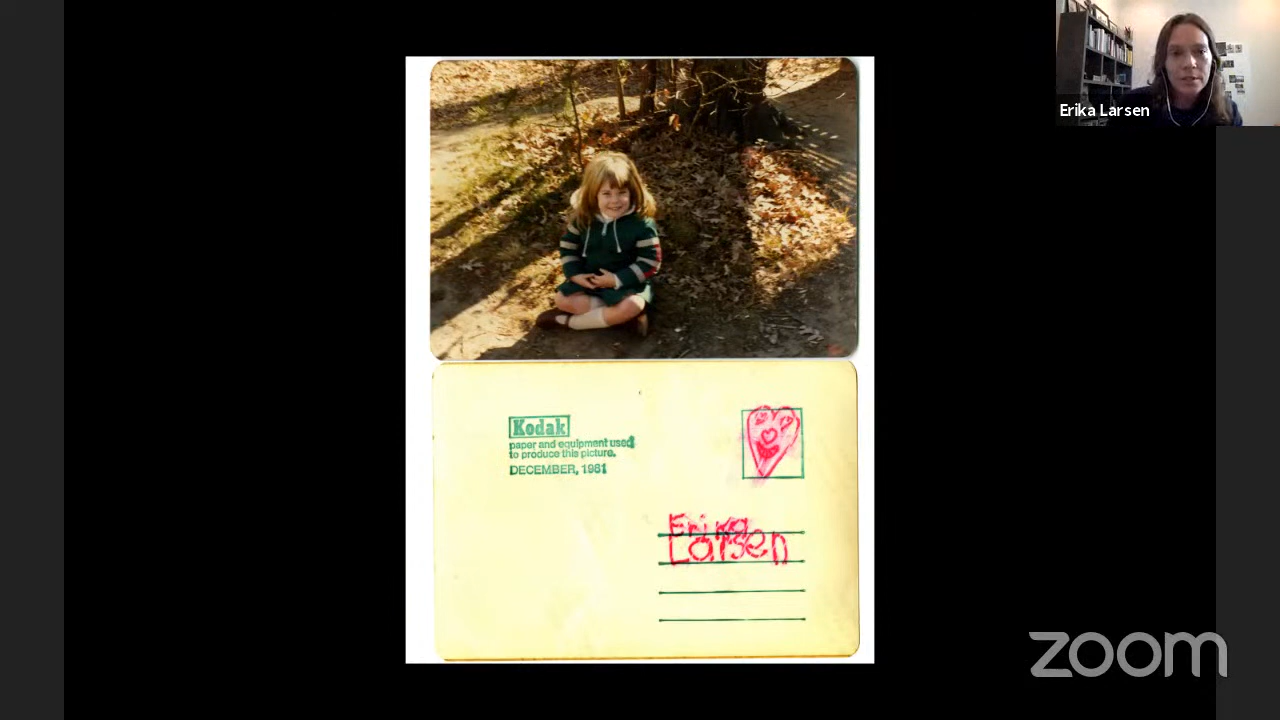 Erika Larsen
Kodak
paper and equipment used
to produce this picture.
DECEMBER, 1981
Erika
Larsen
zoom